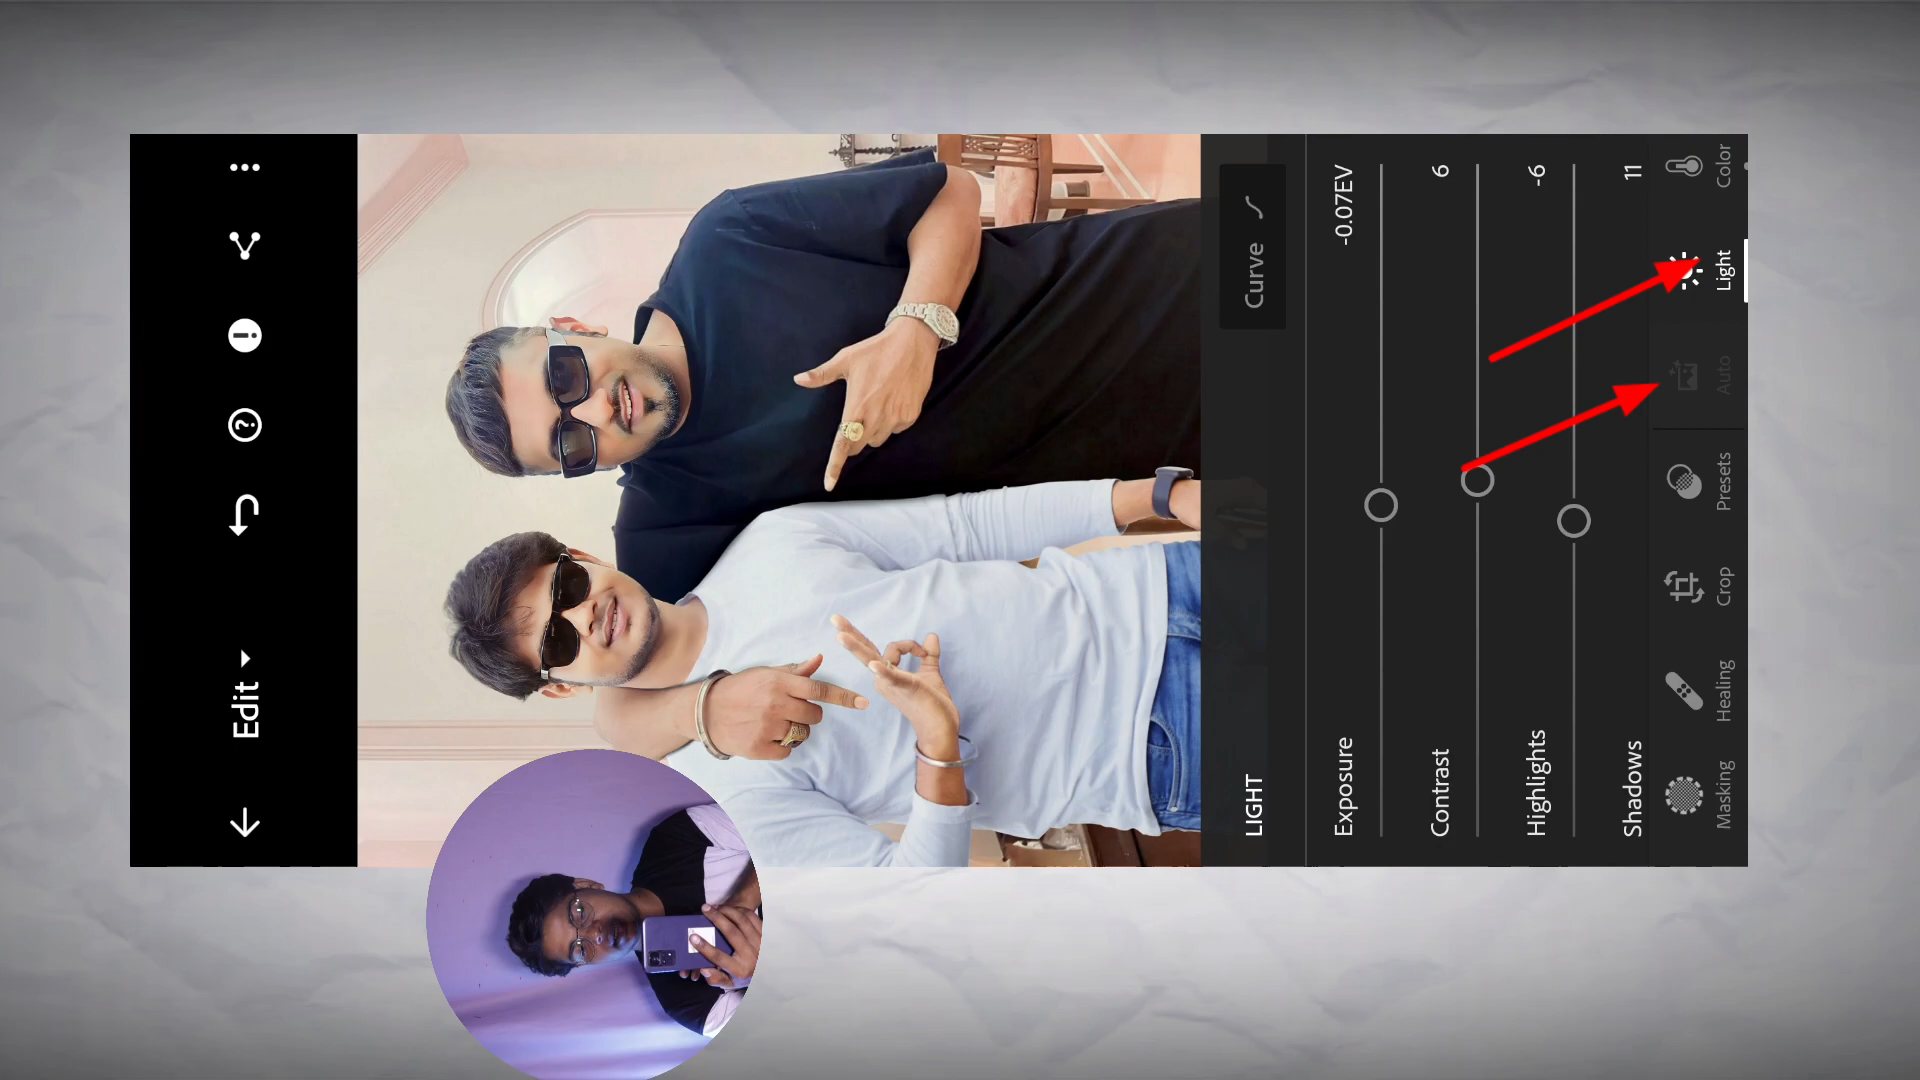 Edit
LIGHT
Curve
Exposure
-0.07EV
Contrast
6
Highlights
-6
Shadows
11
Masking
Healing
Crop
Presets
Auto
Light
Color